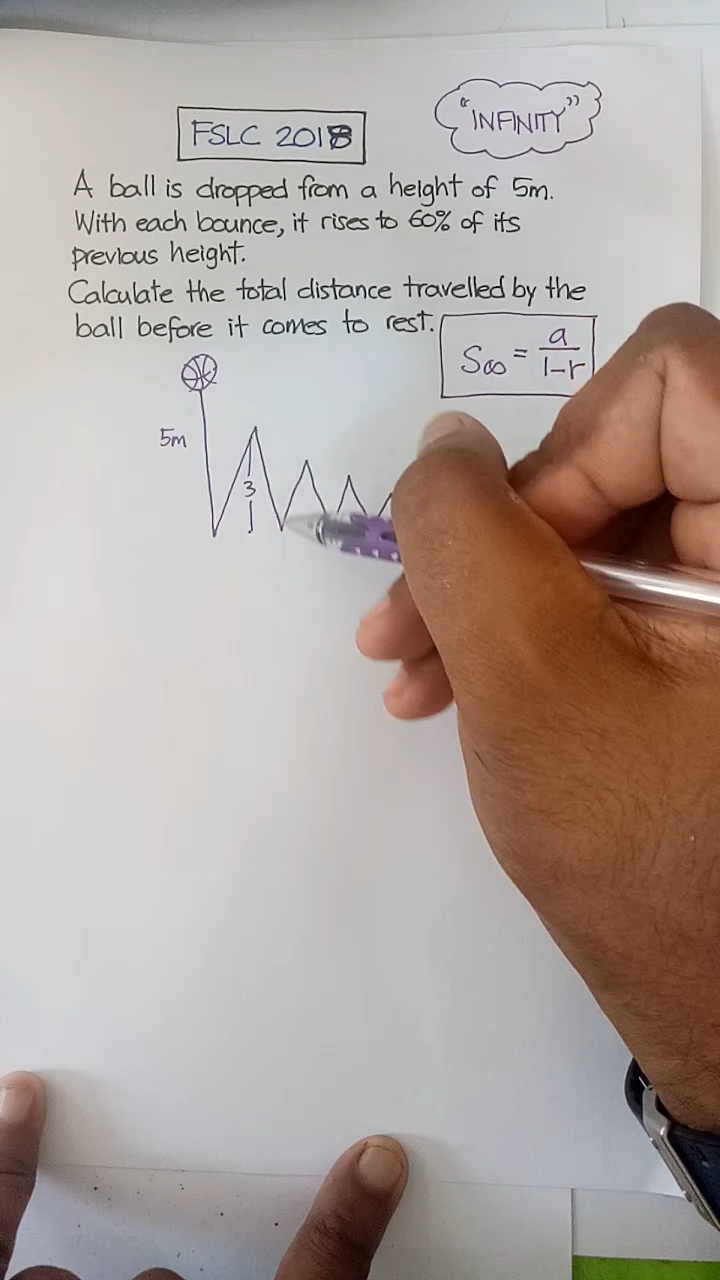 FSLC 2018
"INFINITY"
A ball is dropped from a height of 5m.
With each bounce, it rises to 60% of its
previous height.
Calculate the total distance travelled by the
ball before it comes to rest.
S∞ = a/1-r
5m
3